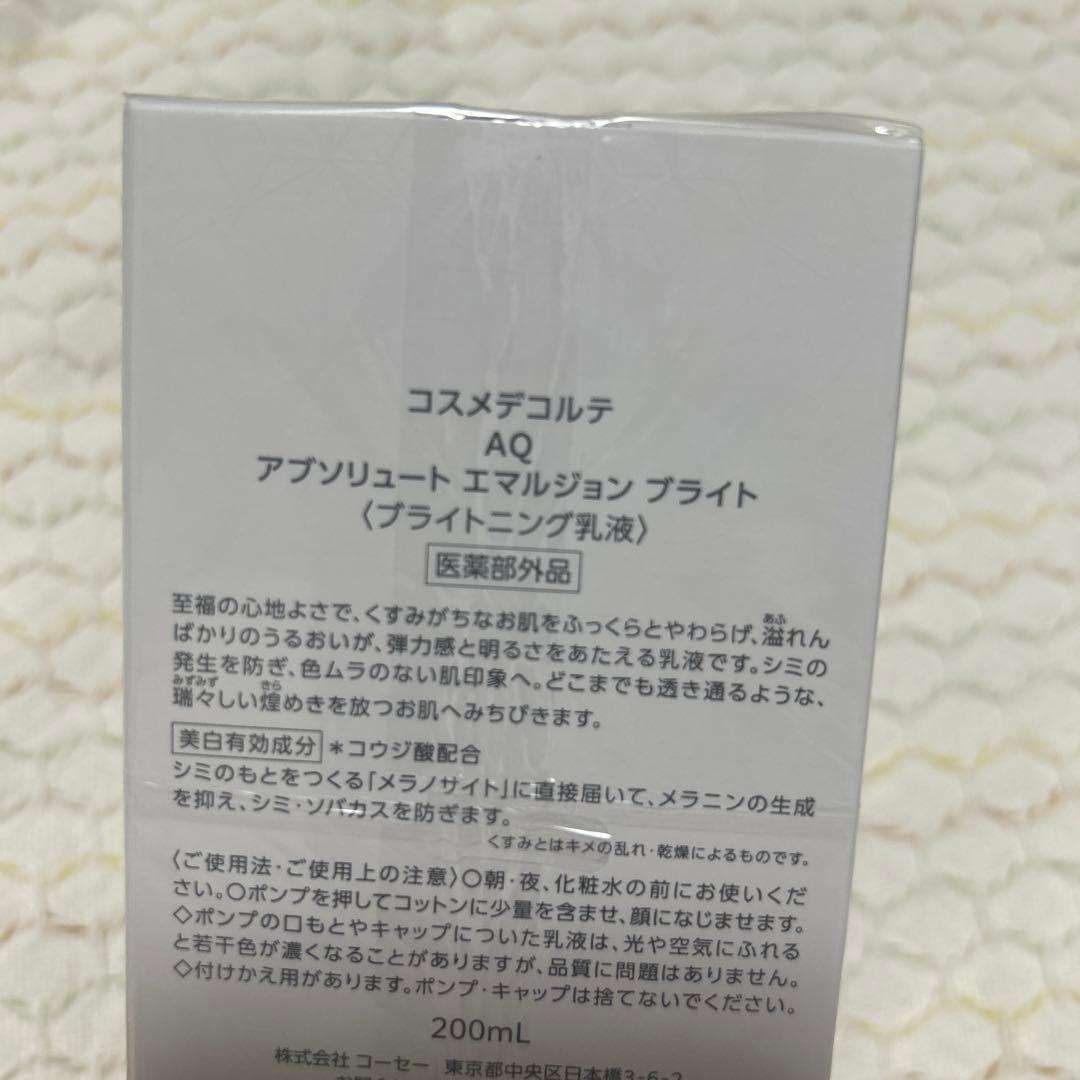 コスメデコルテ
AQ
アブソリュート エマルジョン ブライト
〈ブライトニング乳液〉
医薬部外品
至福の心地よさで、くすみがちなお肌をふっくらとやわらげ、溢れん
ばかりのうるおいが、弾力感と明るさをあたえる乳液です。シミの
発生を防ぎ、色ムラのない肌印象へ。どこまでも透き通るような、
瑞々しい煌めきを放つお肌へみちびきます。
美白有効成分 *コウジ酸配合
シミのもとをつくる「メラノサイト」に直接届いて、メラニンの生成
を抑え、シミ・ソバカスを防ぎます。
くすみとはキメの乱れ・乾燥によるものです。
〈ご使用法・ご使用上の注意〉○朝・夜、化粧水の前にお使いくだ
さい。○ポンプを押してコットンに少量を含ませ、顔になじませます。
◇ポンプの口もとやキャップについた乳液は、光や空気にふれる
と若干色が濃くなることがありますが、品質に問題はありません。
◇付けかえ用があります。ポンプ・キャップは捨てないでください。
200mL
株式会社 コーセー 東京都中央区日本橋3-6-2